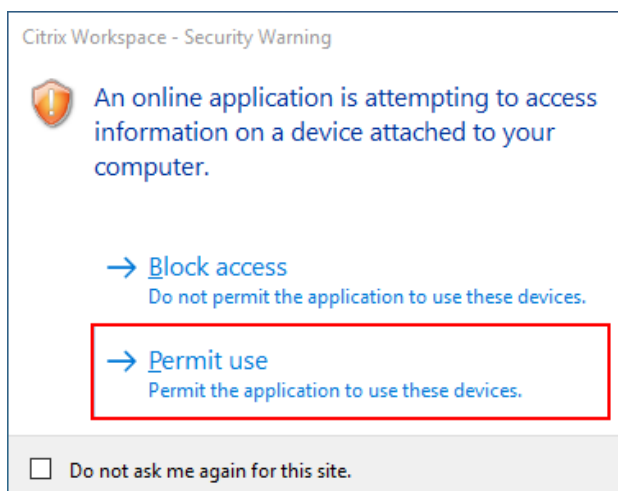 Citrix Workspace - Security Warning
An online application is attempting to access
information on a device attached to your
computer.
Block access
Do not permit the application to use these devices.
Permit use
Permit the application to use these devices.
Do not ask me again for this site.